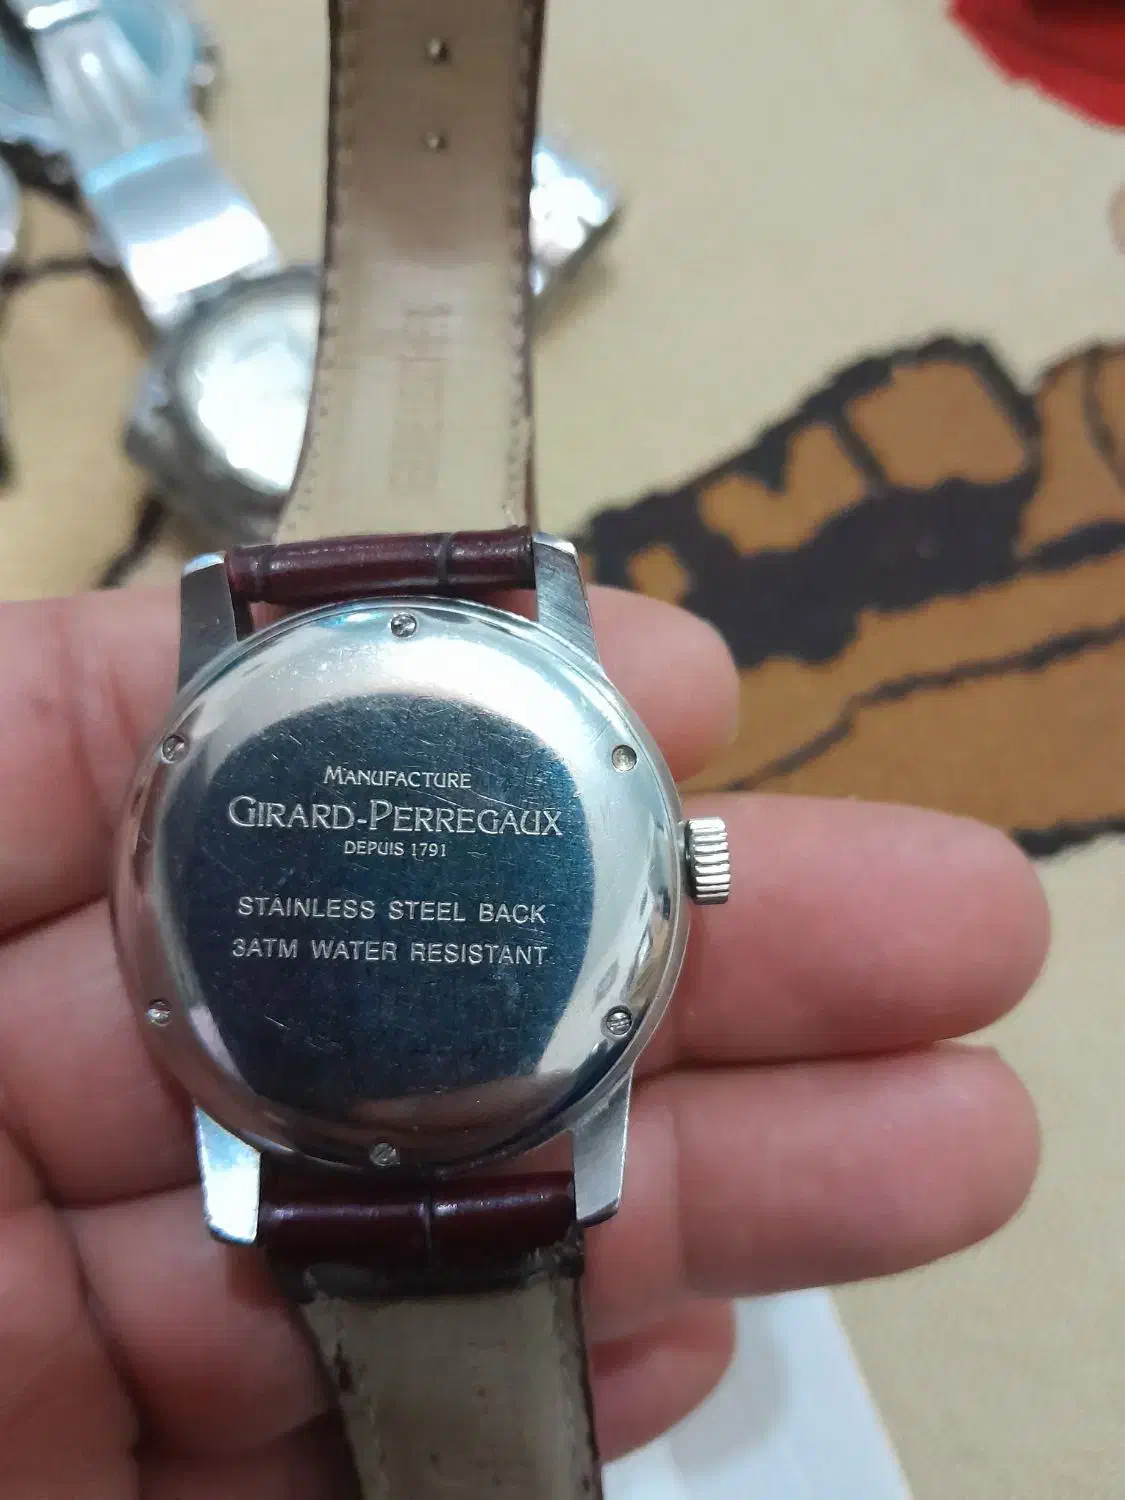 MANUFACTURE
GIRARD-PERREGAUX
DEPUIS 1791
STAINLESS STEEL BACK
3ATM WATER RESISTANT